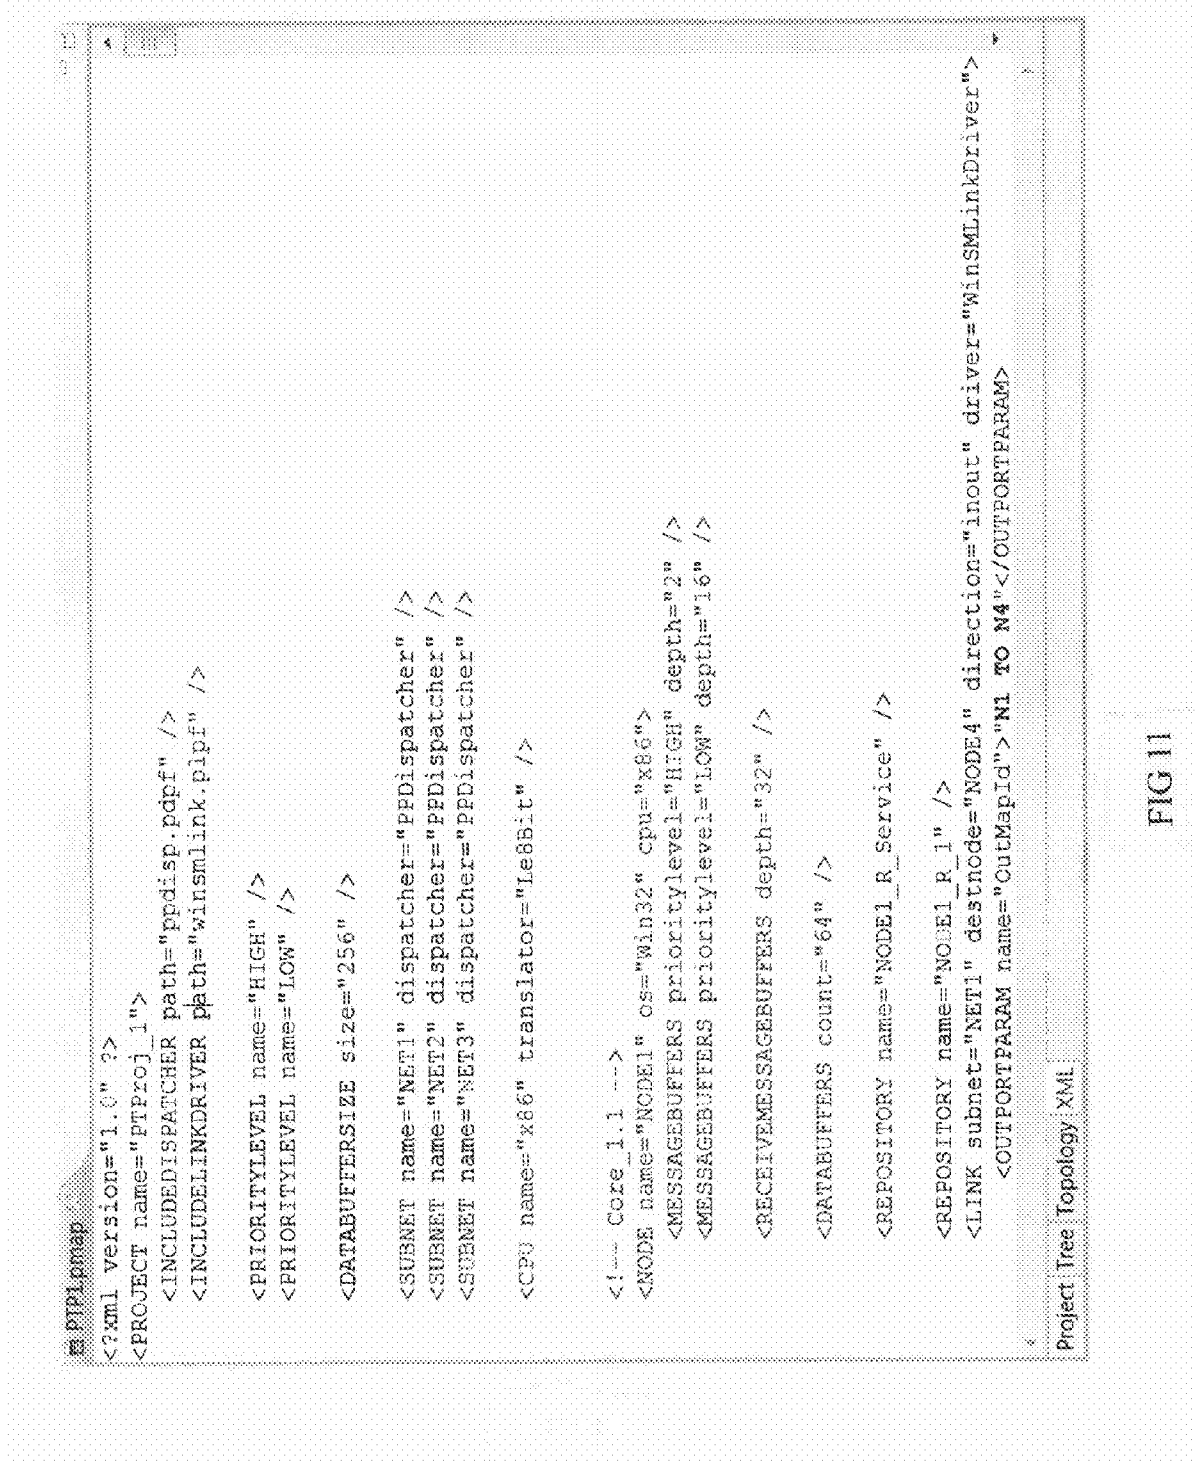 PTP1.pmap
<?xml version="1.0" ?>
<PROJECT name="PTProj_1">
<INCLUDEDISPATCHER path="ppdisp.pdpf" />
<INCLUDELINKDRIVER path="winsmlink.plpf" />
<PRIORITYLEVEL name="HIGH" />
<PRIORITYLEVEL name="LOW" />
<DATABUFFERSIZE size="256" />
<SUBNET name="NET1" dispatcher="PPDispatcher" />
<SUBNET name="NET2" dispatcher="PPDispatcher" />
<SUBNET name="NET3" dispatcher="PPDispatcher" />
<CPU name="x86" translator="Le8Bit" />
<!-- Core_1.1 -->
<NODE name="NODE1" os="Win32" cpu="x86">
<MESSAGEBUFFERS prioritylevel="HIGH" depth="2" />
<MESSAGEBUFFERS prioritylevel="LOW" depth="16" />
<RECEIVEMESSAGEBUFFERS depth="32" />
<DATABUFFERS count="64" />
<REPOSITORY name="NODE1_R_Service" />
<REPOSITORY name="NODE1_R_1" />
<LINK subnet="NET1" destnode="NODE4" direction="inout" driver="WinSMLinkDriver">
<OUTPORTPARAM name="OutMapId">"N1 TO N4"</OUTPORTPARAM>
Project Tree Topology XML
FIG 11